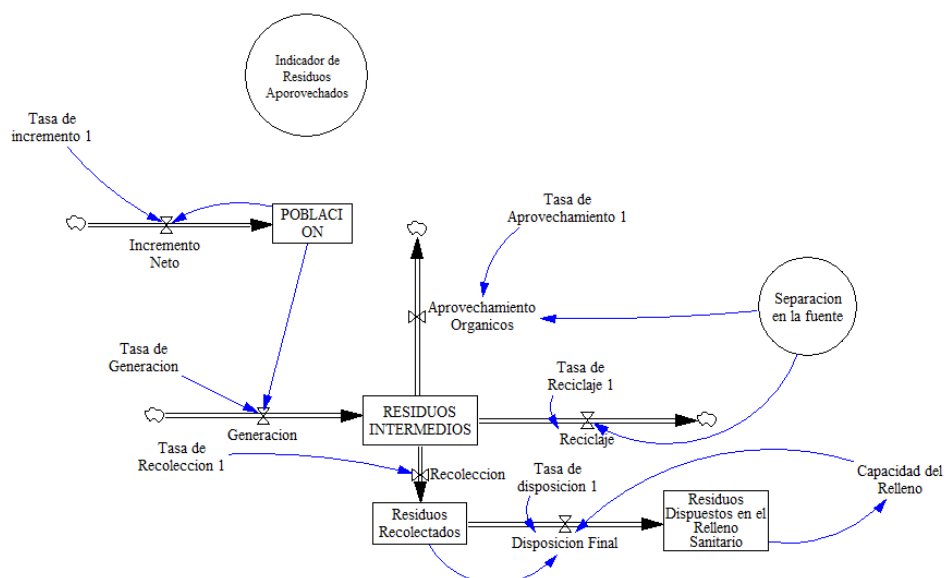 Indicador de
Residuos
Aporovechados
Tasa de
incremento 1
POBLACI
ON
Incremento
Neto
Tasa de
Aprovechamiento 1
Aprovechamiento
Organicos
Separacion
en la fuente
Tasa de
Generacion
Generacion
RESIDUOS
INTERMEDIOS
Tasa de
Reciclaje 1
Reciclaje
Tasa de
Recoleccion 1
Recoleccion
Tasa de
disposicion 1
Capacidad del
Relleno
Residuos
Recolectados
Disposicion Final
Residuos
Dispuestos en el
Relleno
Sanitario